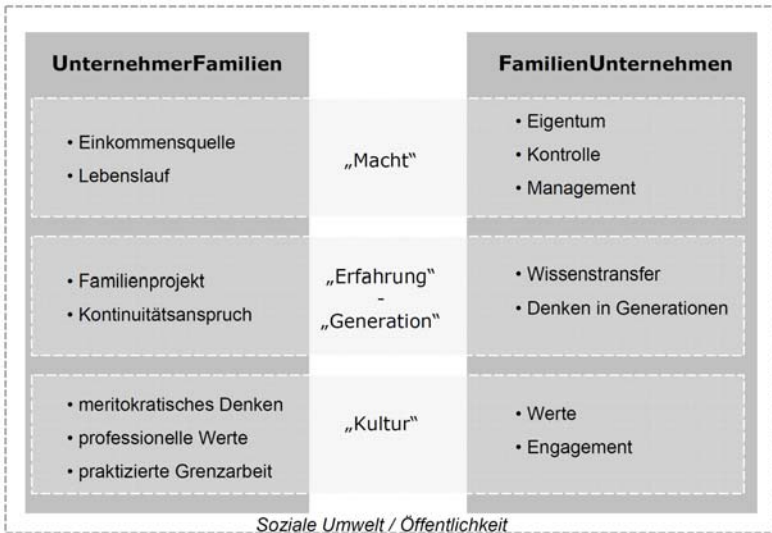 UnternehmerFamilien
FamilienUnternehmen
• Einkommensquelle
• Lebenslauf
„Macht“
• Eigentum
• Kontrolle
• Management
• Familienprojekt
• Kontinuitätsanspruch
„Erfahrung“
-
„Generation“
• Wissenstransfer
• Denken in Generationen
• meritokratisches Denken
• professionelle Werte
• praktizierte Grenzarbeit
„Kultur“
• Werte
• Engagement
Soziale Umwelt / Öffentlichkeit